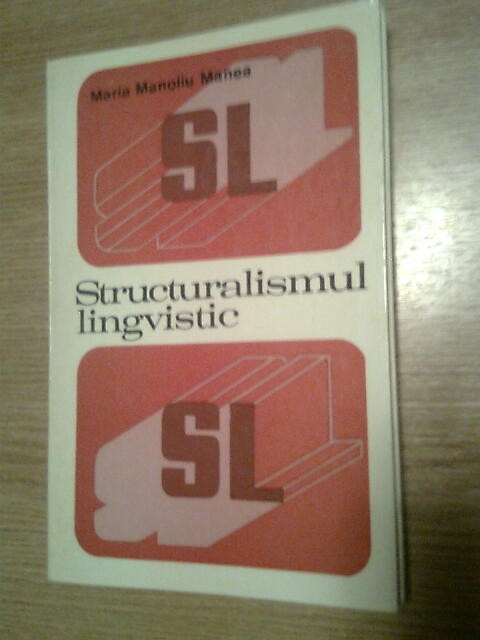 Maria Manoliu Manea
SL
Structuralismul
lingvistic
SL